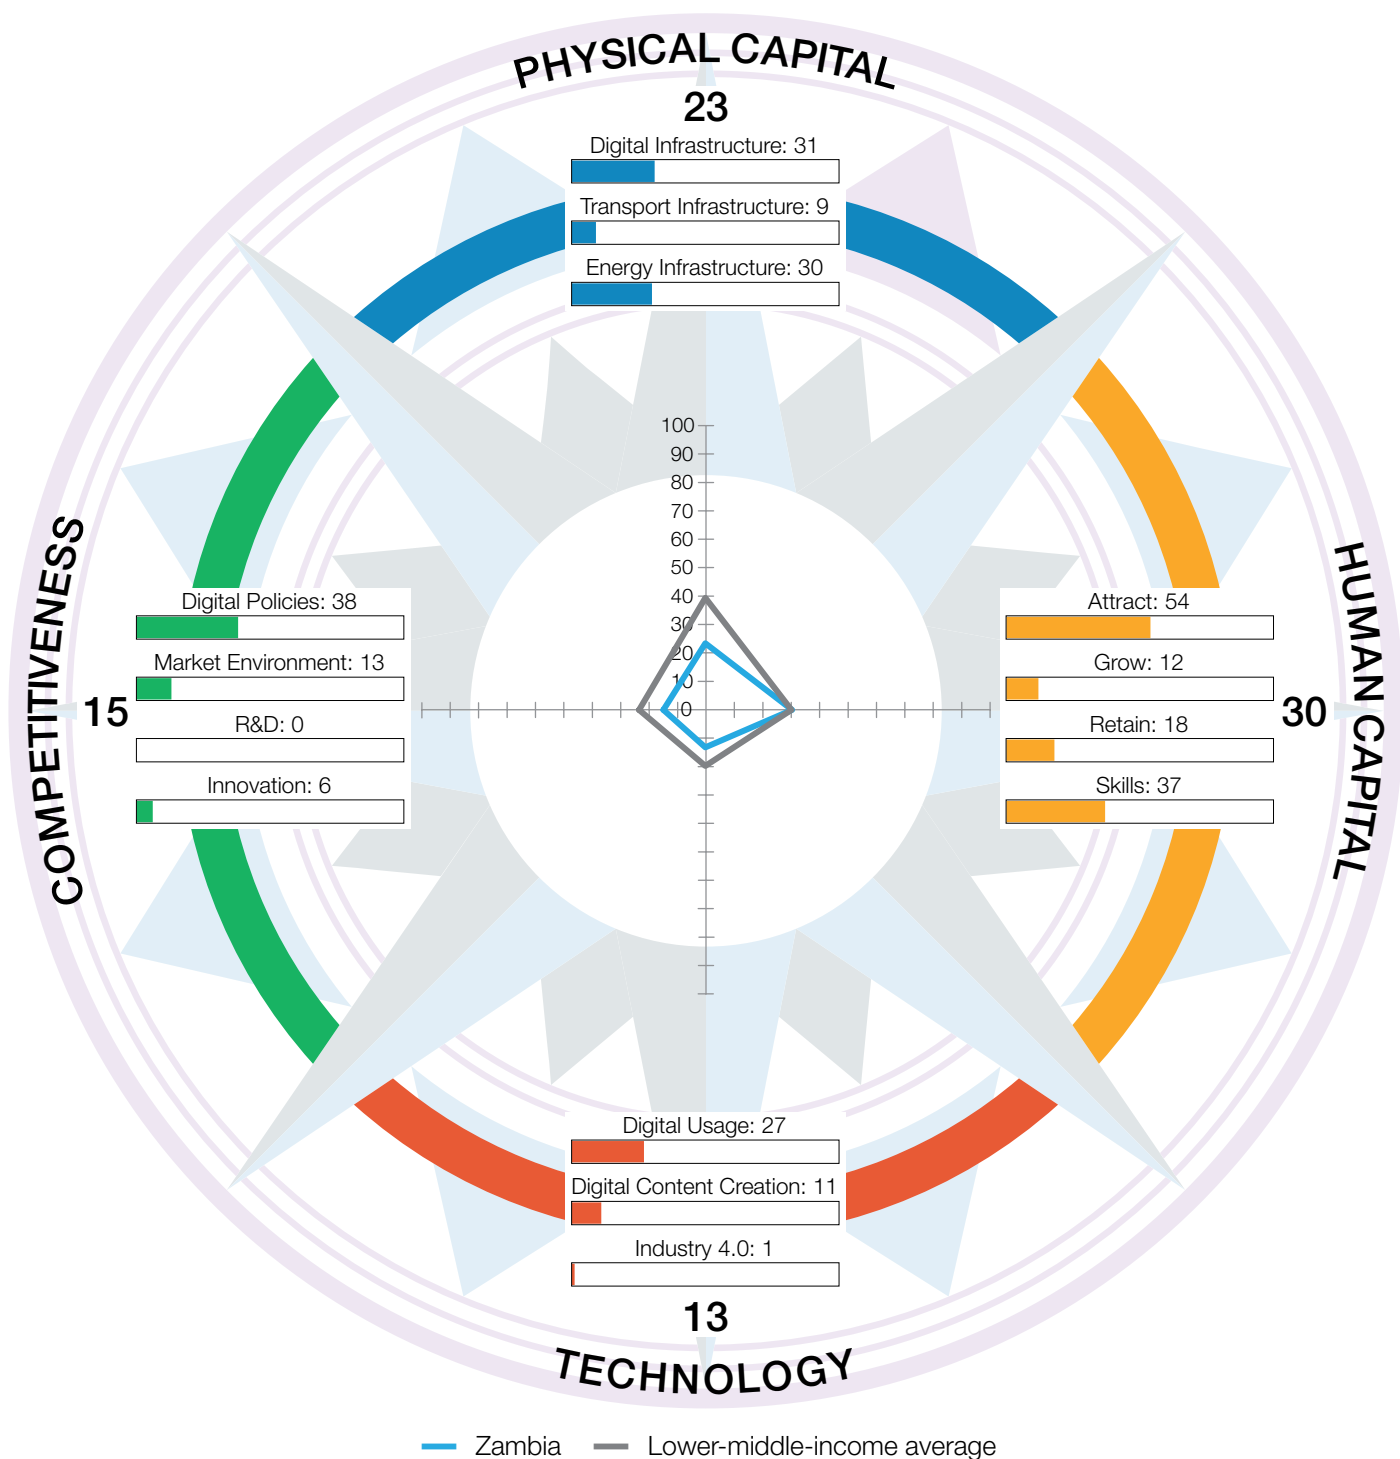 PHYSICAL CAPITAL
23
Digital Infrastructure: 31
Transport Infrastructure: 9
Energy Infrastructure: 30
100
90
80
70
60
50
40
30
20
10
0
COMPETITIVENESS
15
Digital Policies: 38
Market Environment: 13
R&D: 0
Innovation: 6
HUMAN CAPITAL
30
Attract: 54
Grow: 12
Retain: 18
Skills: 37
Digital Usage: 27
Digital Content Creation: 11
Industry 4.0: 1
13
TECHNOLOGY
Zambia
Lower-middle-income average